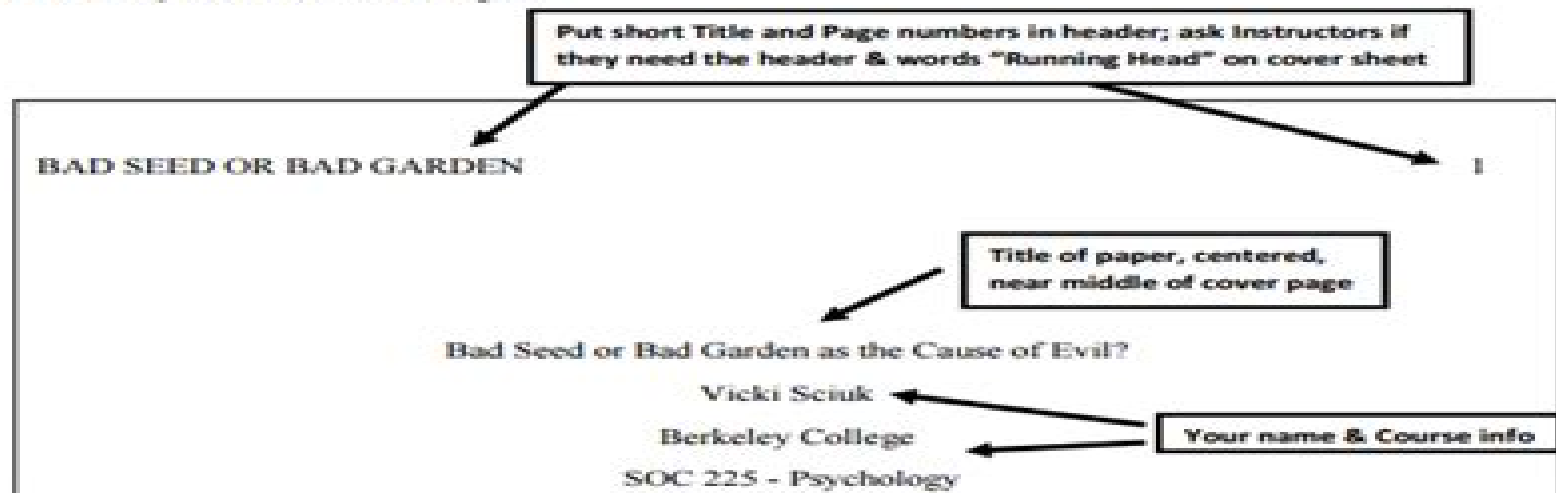 Put short Title and Page numbers in header; ask Instructors if
they need the header & words “Running Head” on cover sheet
BAD SEED OR BAD GARDEN 1
Title of paper, centered,
near middle of cover page
Bad Seed or Bad Garden as the Cause of Evil?
Vicki Sciuk
Berkeley College
Your name & Course info
SOC 225 - Psychology